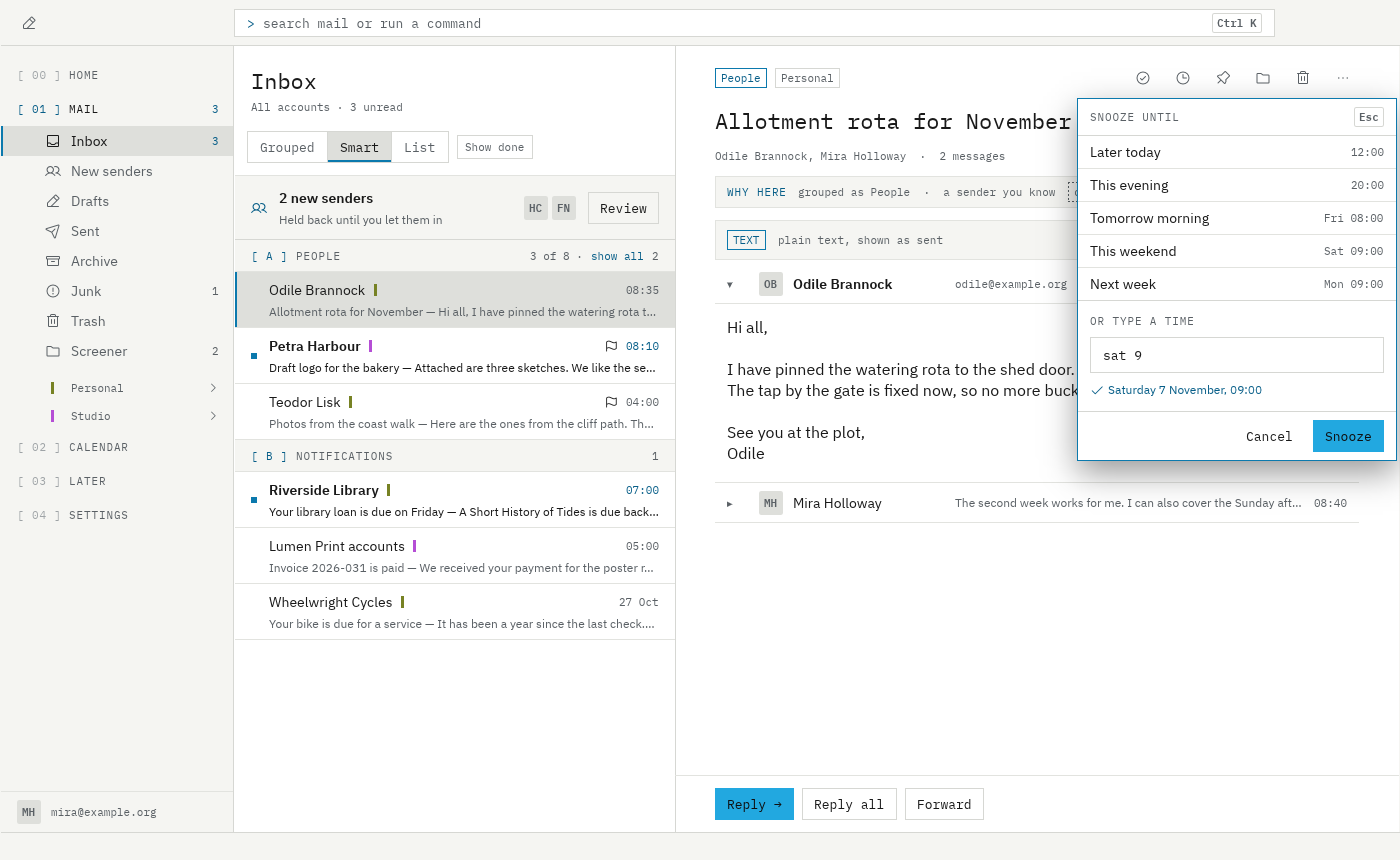 > search mail or run a command Ctrl K
[ 00 ] HOME
[ 01 ] MAIL 3
Inbox 3
New senders
Drafts
Sent
Archive
Junk 1
Trash
Screener 2
Personal
Studio
[ 02 ] CALENDAR
[ 03 ] LATER
[ 04 ] SETTINGS
MH mira@example.org
Inbox
All accounts · 3 unread
Grouped Smart List Show done
2 new senders
Held back until you let them in
HC FN Review
[ A ] PEOPLE 3 of 8 · show all 2
Odile Brannock 08:35
Allotment rota for November — Hi all, I have pinned the watering rota t…
Petra Harbour 08:10
Draft logo for the bakery — Attached are three sketches. We like the se…
Teodor Lisk 04:00
Photos from the coast walk — Here are the ones from the cliff path. Th…
[ B ] NOTIFICATIONS 1
Riverside Library 07:00
Your library loan is due on Friday — A Short History of Tides is due back…
Lumen Print accounts 05:00
Invoice 2026-031 is paid — We received your payment for the poster r…
Wheelwright Cycles 27 Oct
Your bike is due for a service — It has been a year since the last check.…
People Personal
Allotment rota for November
Odile Brannock, Mira Holloway · 2 messages
WHY HERE grouped as People · a sender you know
TEXT plain text, shown as sent
OB Odile Brannock odile@example.org
Hi all,
I have pinned the watering rota to the shed door.
The tap by the gate is fixed now, so no more
See you at the plot,
Odile
MH Mira Holloway The second week works for me. I can also cover the Sunday aft… 08:40
Reply → Reply all Forward
SNOOZE UNTIL Esc
Later today 12:00
This evening 20:00
Tomorrow morning Fri 08:00
This weekend Sat 09:00
Next week Mon 09:00
OR TYPE A TIME
sat 9
Saturday 7 November, 09:00
Cancel Snooze